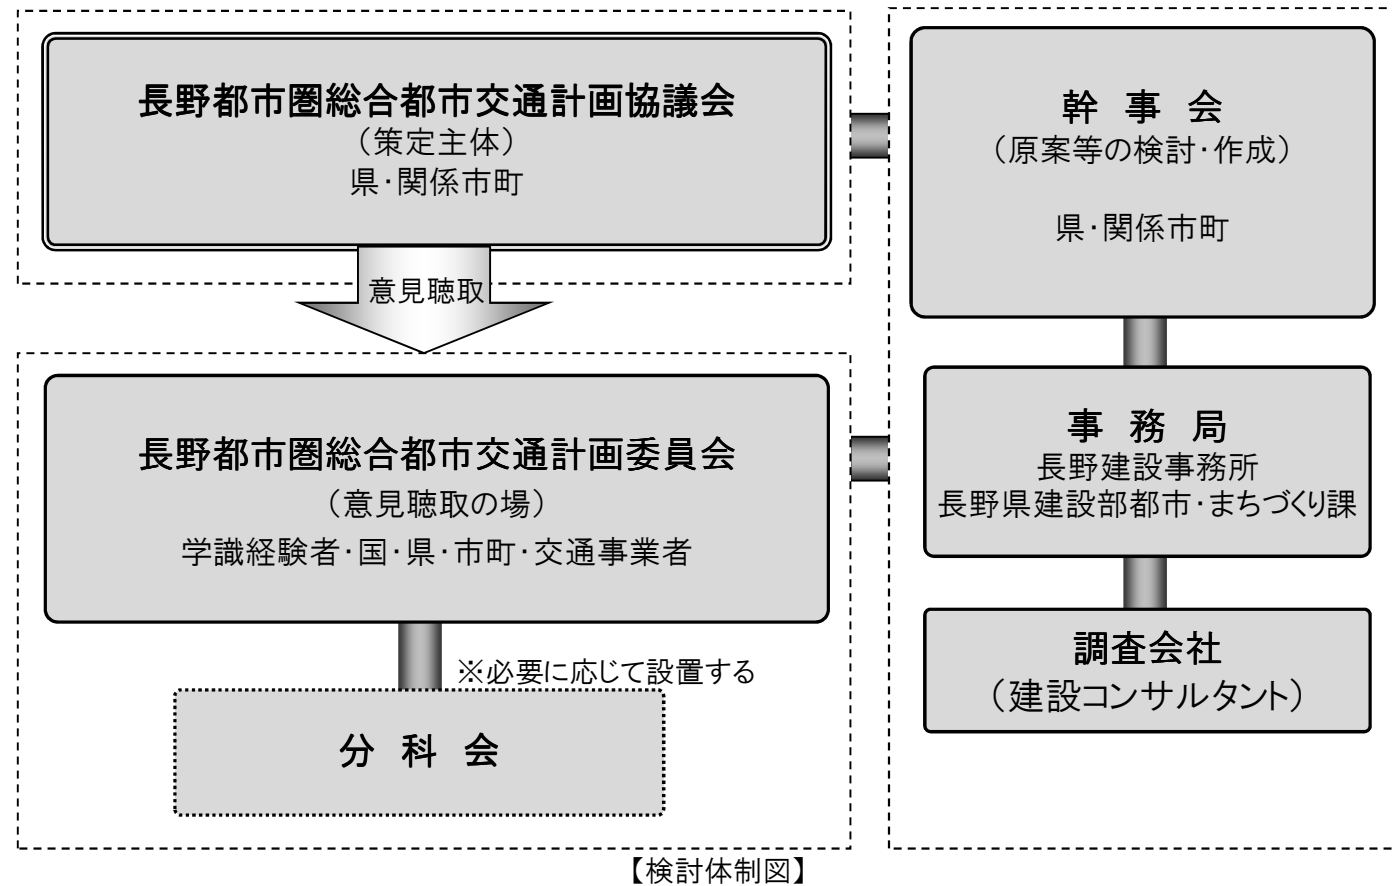 長野都市圏総合都市交通計画協議会
（策定主体）
県・関係市町
意見聴取
長野都市圏総合都市交通計画委員会
（意見聴取の場）
学識経験者・国・県・市町・交通事業者
※必要に応じて設置する
分 科 会
幹 事 会
（原案等の検討・作成）
県・関係市町
事 務 局
長野建設事務所
長野県建設部都市・まちづくり課
調査会社
（建設コンサルタント）
【検討体制図】